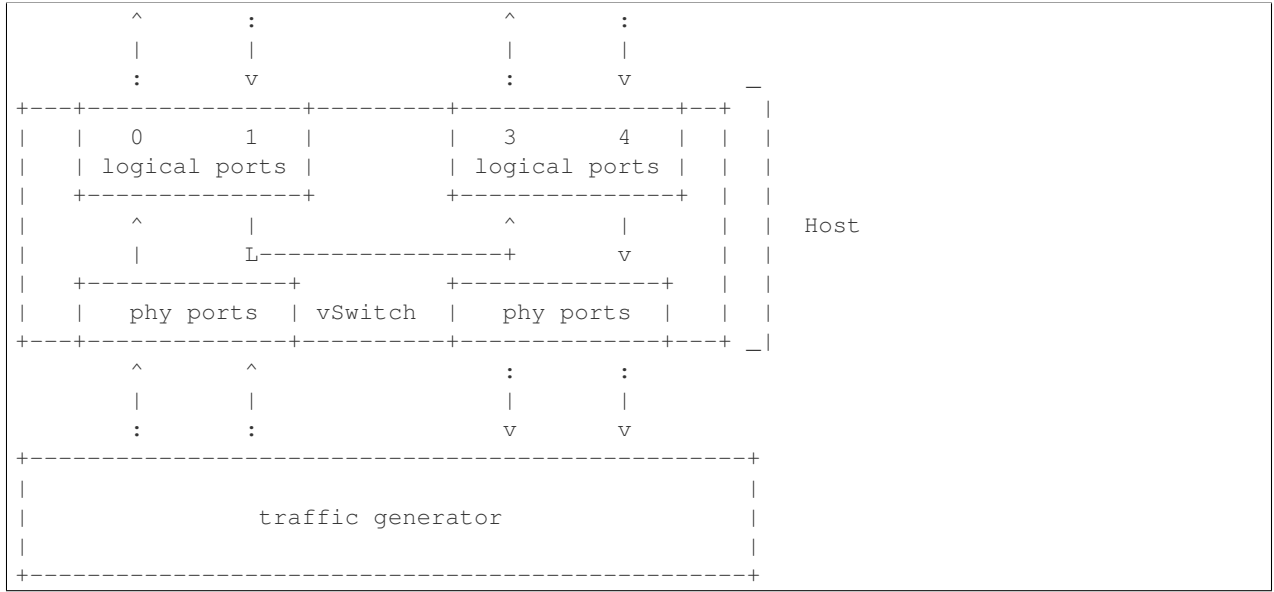 0 1 3 4
logical ports logical ports
Host
phy ports vSwitch phy ports
traffic generator